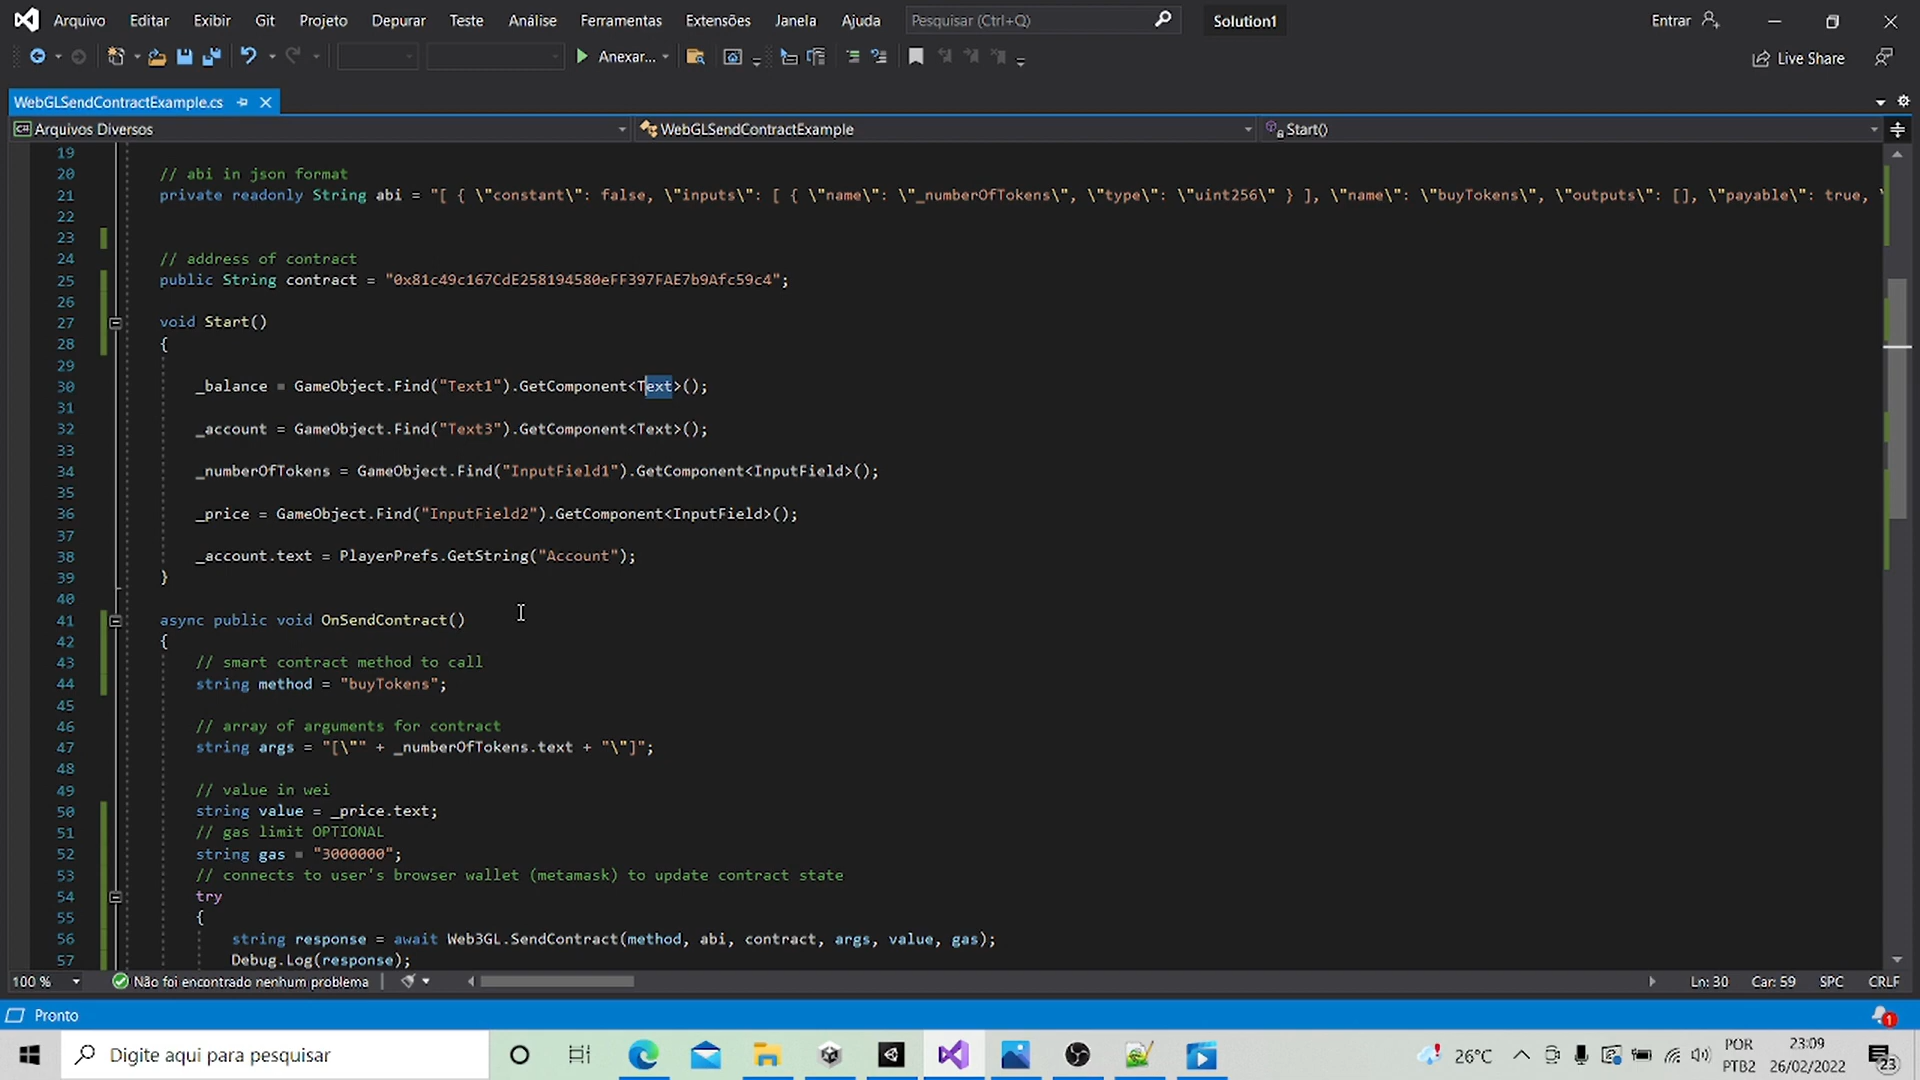 Arquivo Editar Exibir Git Projeto Depurar Teste Análise Ferramentas Extensões Janela Ajuda Pesquisar (Ctrl+Q) Solution1 Entrar
Anexar... Live Share
WebGLSendContractExample.cs
C# Arquivos Diversos WebGLSendContractExample Start()
19
20 // abi in json format
21 private readonly String abi = "[ { \"constant\": false, \"inputs\": [ { \"name\": \"_numberOfTokens\", \"type\": \"uint256\" } ], \"name\": \"buyTokens\", \"outputs\": [], \"payable\": true, \
22
23
24 // address of contract
25 public String contract = "0x81c49c167CdE258194580eFF397FAE7b9Afc59c4";
26
27 void Start()
28 {
29
30 _balance = GameObject.Find("Text1").GetComponent<Text>();
31
32 _account = GameObject.Find("Text3").GetComponent<Text>();
33
34 _numberOfTokens = GameObject.Find("InputField1").GetComponent<InputField>();
35
36 _price = GameObject.Find("InputField2").GetComponent<InputField>();
37
38 _account.text = PlayerPrefs.GetString("Account");
39 }
40
41 async public void OnSendContract()
42 {
43 // smart contract method to call
44 string method = "buyTokens";
45
46 // array of arguments for contract
47 string args = "[\"" + _numberOfTokens.text + "\"]";
48
49 // value in wei
50 string value = _price.text;
51 // gas limit OPTIONAL
52 string gas = "3000000";
53 // connects to user's browser wallet (metamask) to update contract state
54 try
55 {
56 string response = await Web3GL.SendContract(method, abi, contract, args, value, gas);
57 Debug.Log(response);
100 % Não foi encontrado nenhum problema Ln: 30 Car: 59 SPC CRLF
Pronto 1
Digite aqui para pesquisar 26°C POR 23:09
PTB2 26/02/2022 23